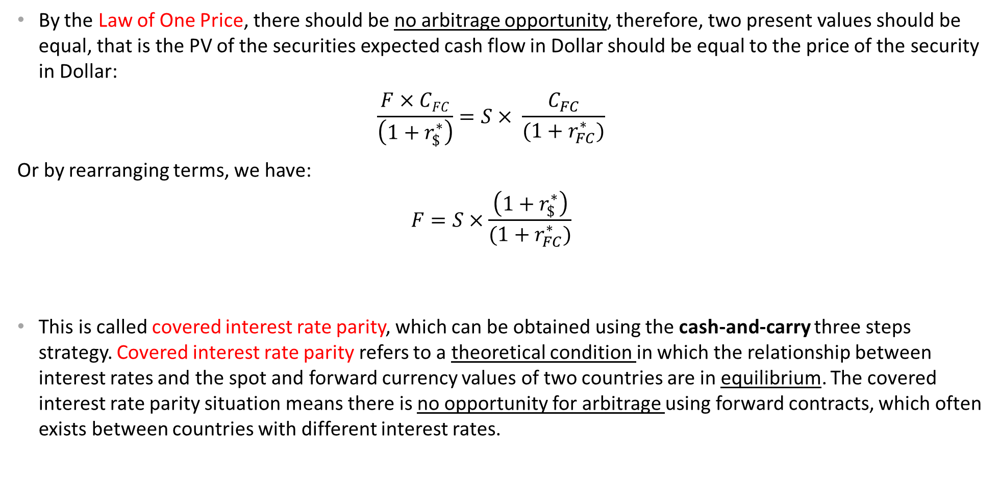 • By the Law of One Price, there should be no arbitrage opportunity, therefore, two present values should be
equal, that is the PV of the securities expected cash flow in Dollar should be equal to the price of the security
in Dollar:
$\frac{F \times C_{FC}}{(1 + r_{\$}^{*})} = S \times \frac{C_{FC}}{(1 + r_{FC}^{*})}$
Or by rearranging terms, we have:
$F = S \times \frac{(1 + r_{\$}^{*})}{(1 + r_{FC}^{*})}$
• This is called covered interest rate parity, which can be obtained using the cash-and-carry three steps
strategy. Covered interest rate parity refers to a theoretical condition in which the relationship between
interest rates and the spot and forward currency values of two countries are in equilibrium. The covered
interest rate parity situation means there is no opportunity for arbitrage using forward contracts, which often
exists between countries with different interest rates.